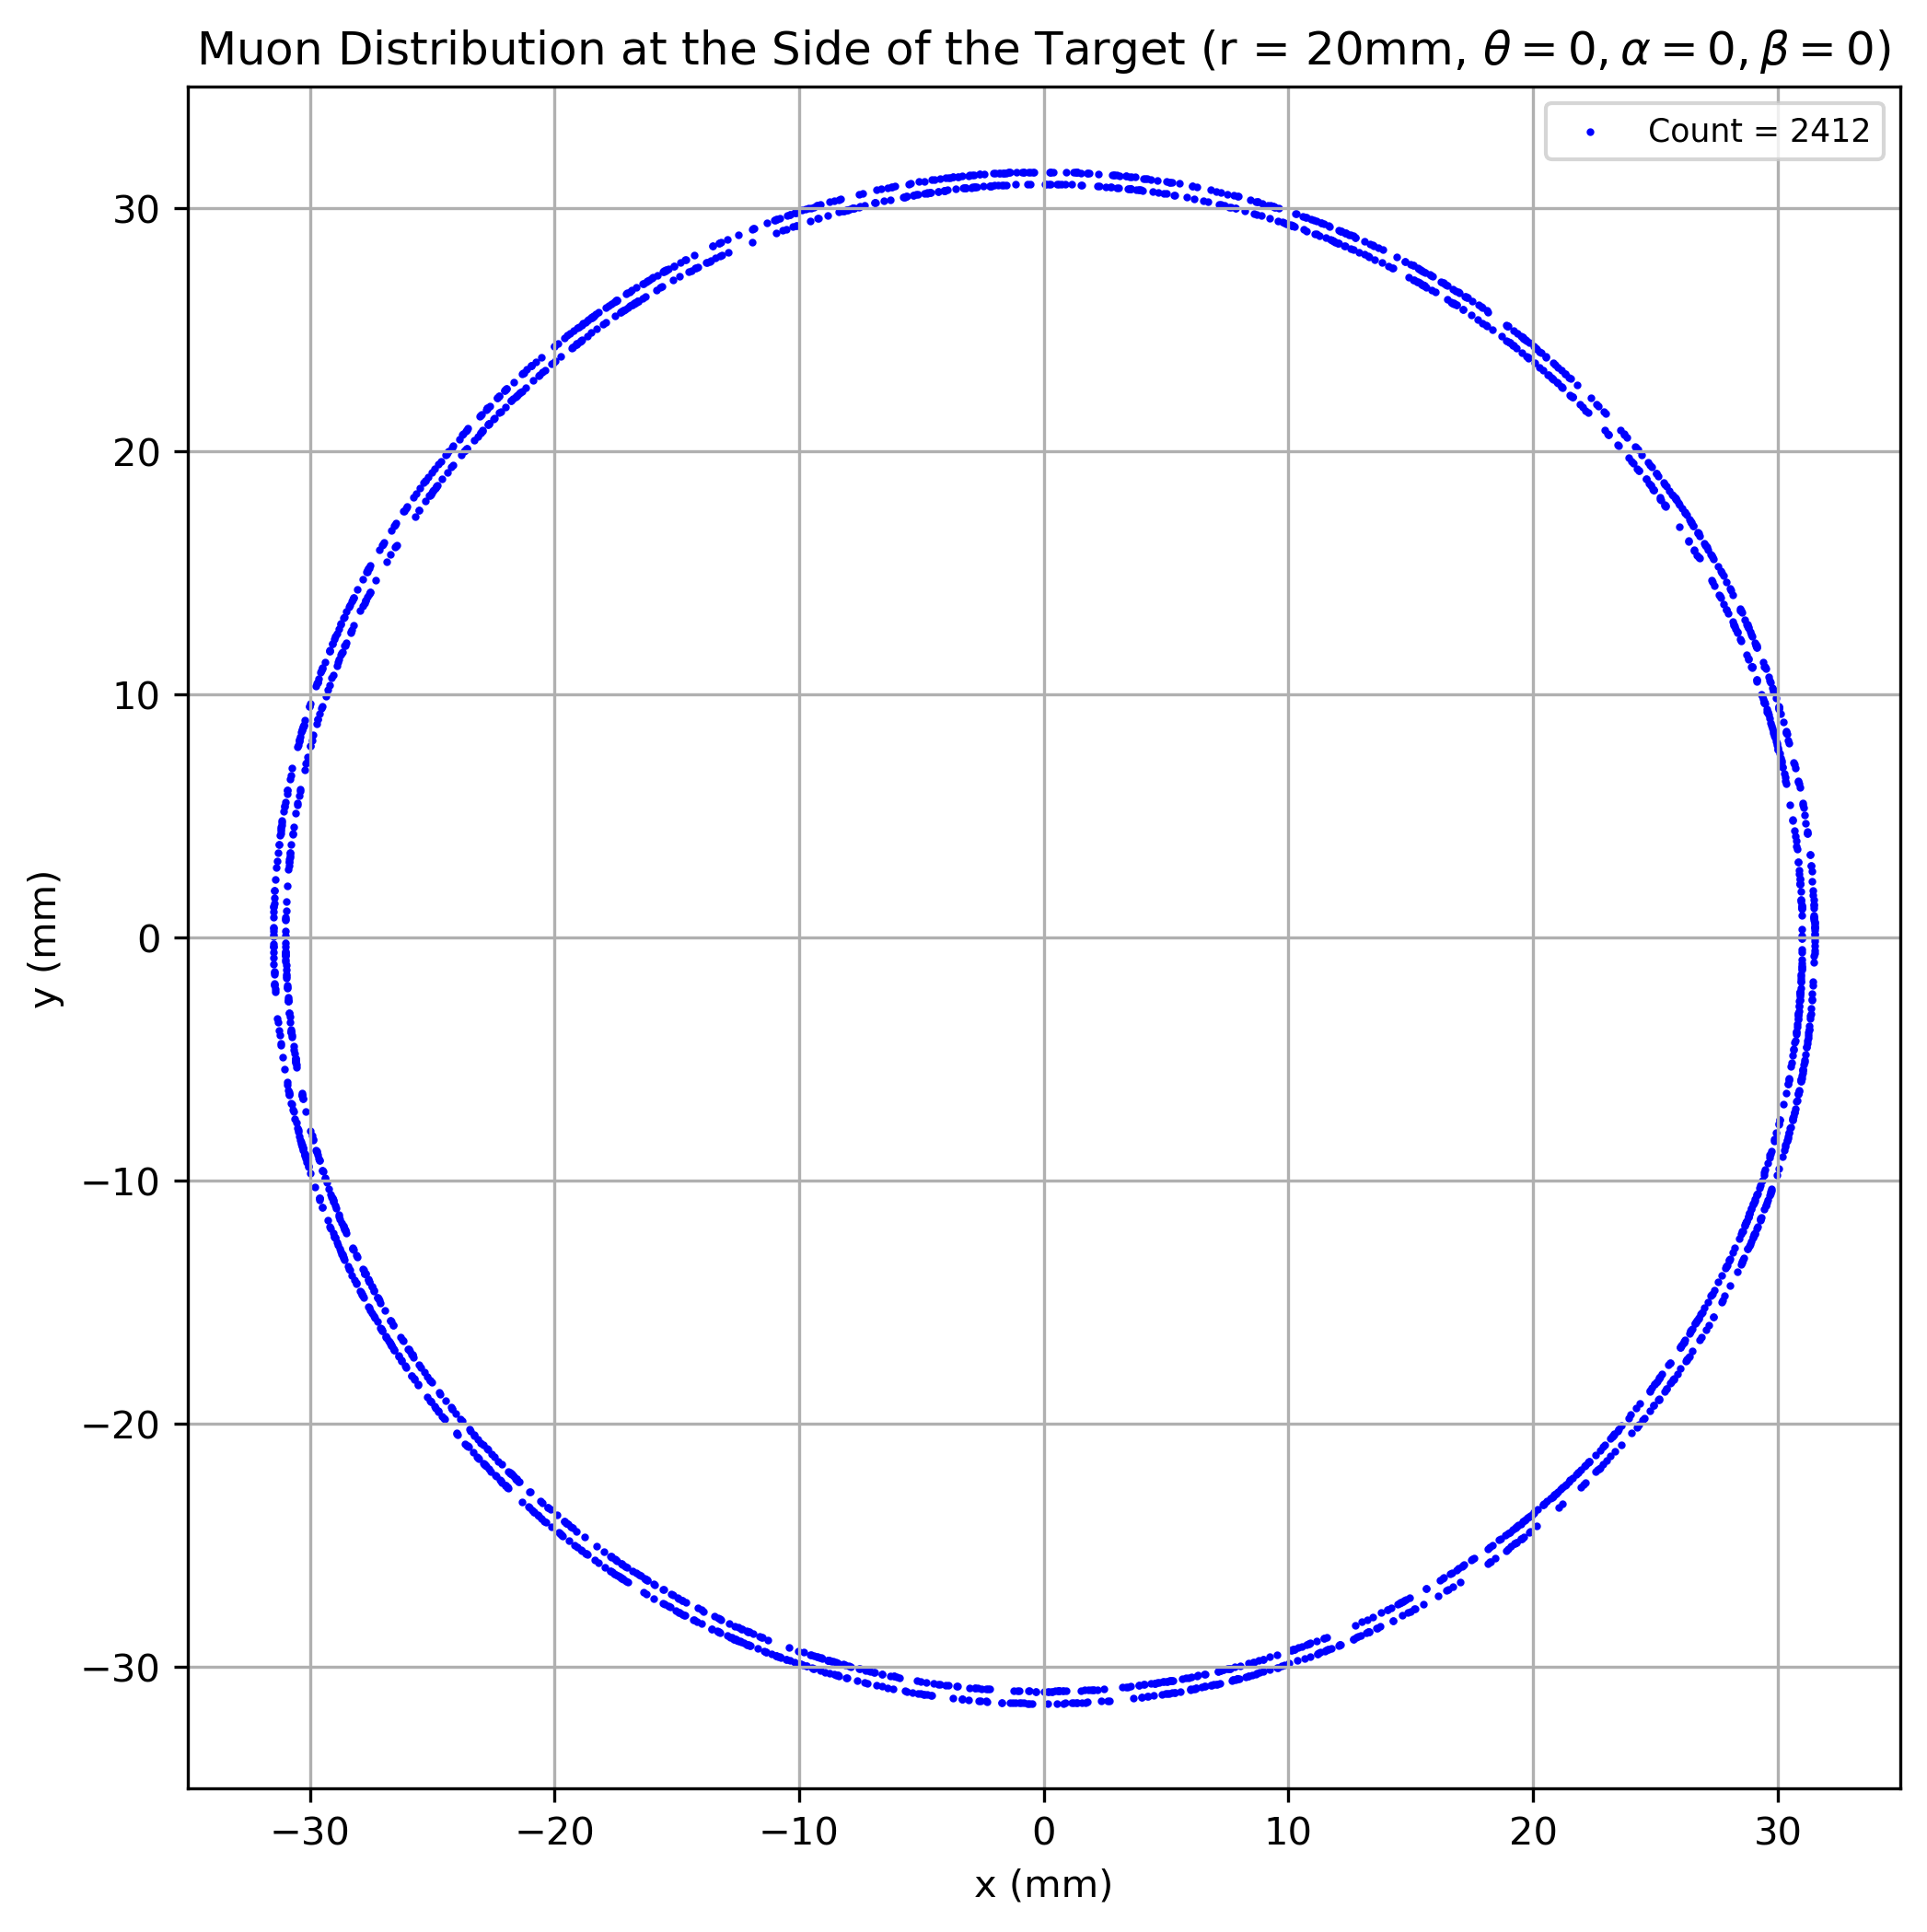 Muon Distribution at the Side of the Target (r = 20mm, θ = 0, α = 0, β = 0)
Count = 2412
30
20
10
0
−10
−20
−30
y (mm)
−30 −20 −10 0 10 20 30
x (mm)